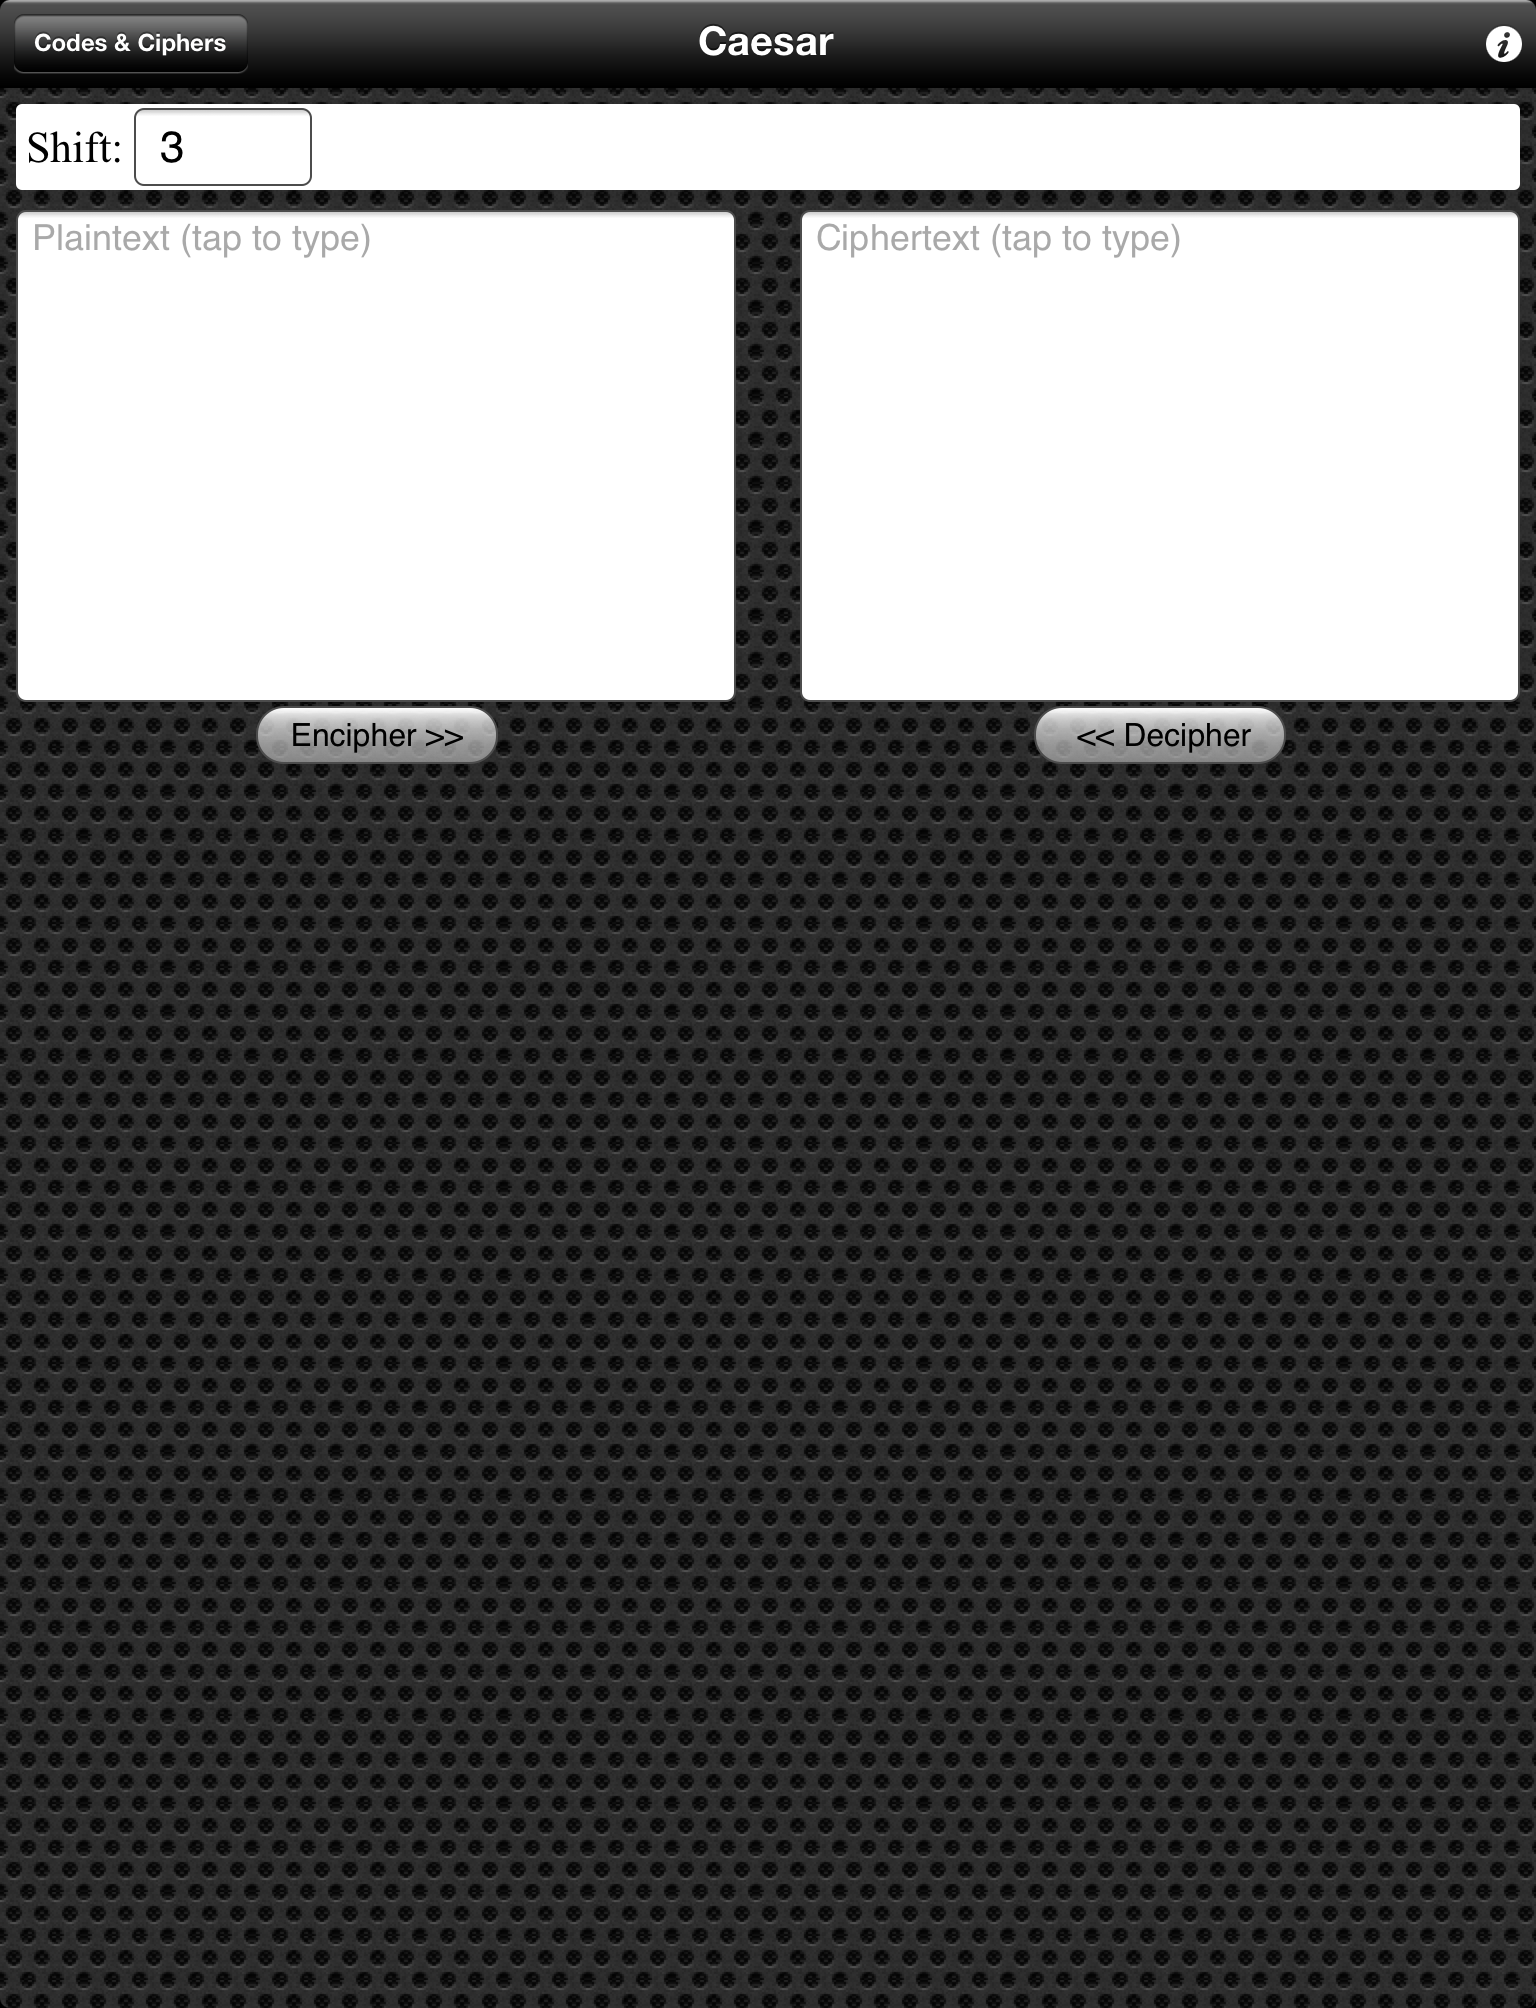 Codes & Ciphers
Caesar
i
Shift: 3
Plaintext (tap to type)
Ciphertext (tap to type)
Encipher >>
<< Decipher